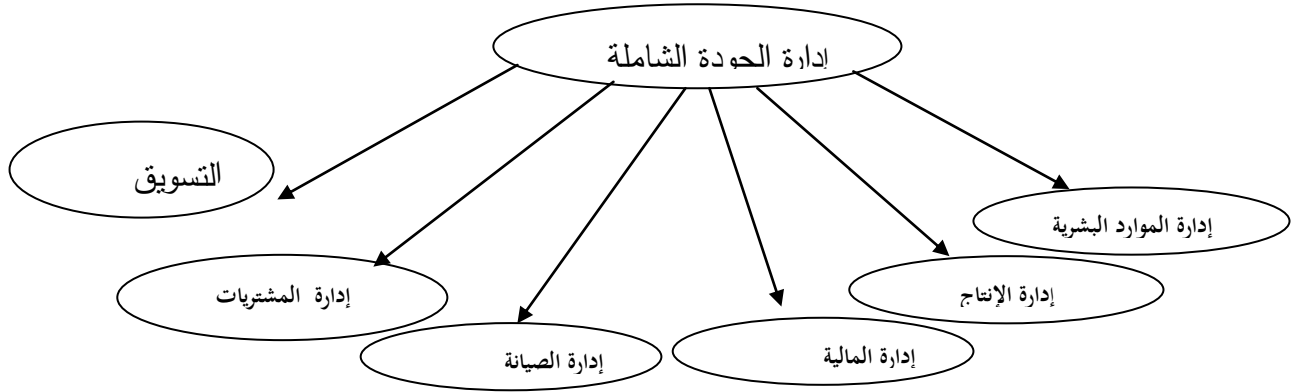 إدارة الجودة الشاملة
التسويق
إدارة الموارد البشرية
إدارة المشتريات
إدارة الإنتاج
إدارة الصيانة
إدارة المالية